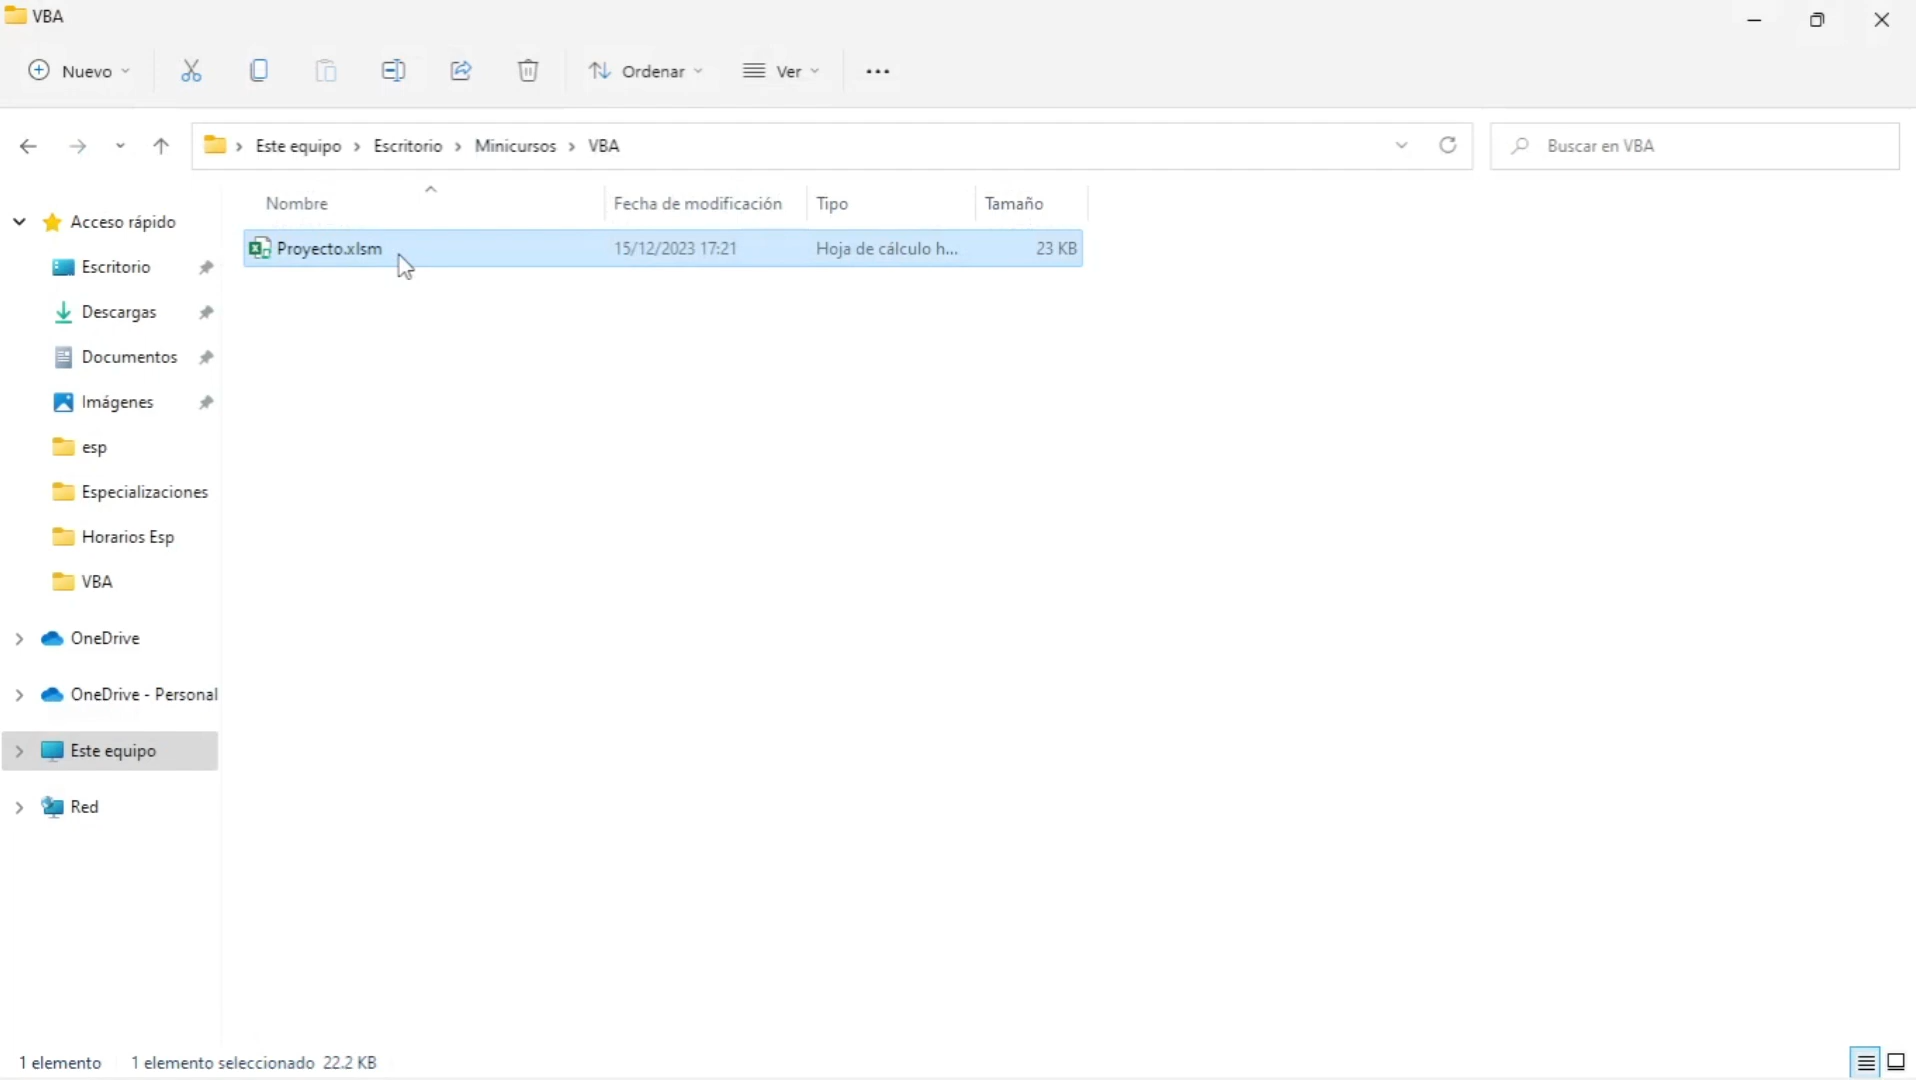 VBA
Nuevo
Ordenar
Ver
Este equipo > Escritorio > Minicursos > VBA
Buscar en VBA
Nombre
Fecha de modificación
Tipo
Tamaño
Proyecto.xlsm
15/12/2023 17:21
Hoja de cálculo h...
23 KB
Acceso rápido
Escritorio
Descargas
Documentos
Imágenes
esp
Especializaciones
Horarios Esp
VBA
OneDrive
OneDrive - Personal
Este equipo
Red
1 elemento
1 elemento seleccionado 22.2 KB